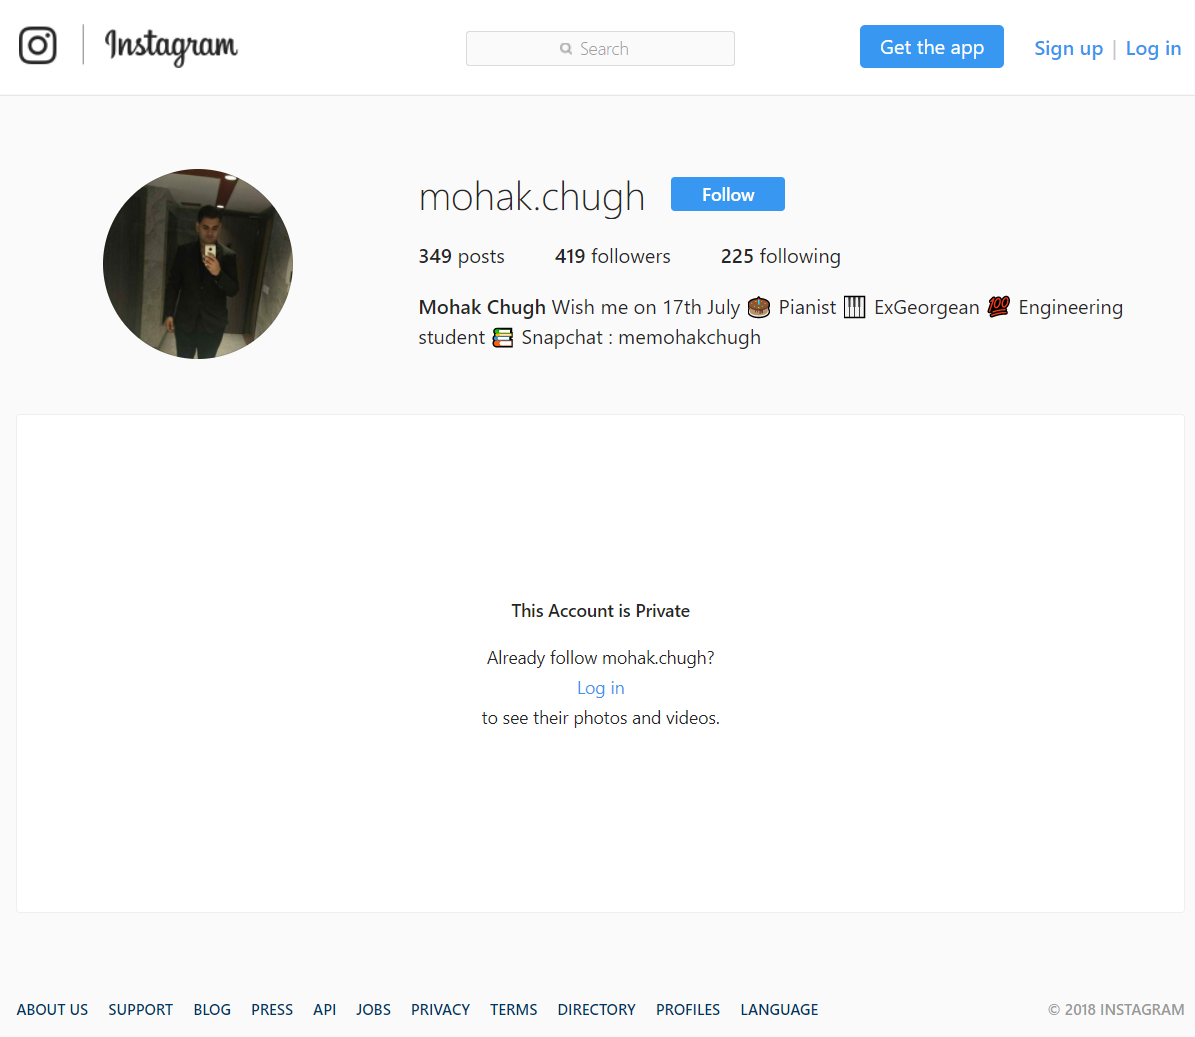 Instagram
Search
Get the app
Sign up | Log in
mohak.chugh Follow
349 posts 419 followers 225 following
Mohak Chugh Wish me on 17th July 🎂 Pianist 🎹 ExGeorgean 💯 Engineering
student 📚 Snapchat : memohakchugh
This Account is Private
Already follow mohak.chugh?
Log in
to see their photos and videos.
ABOUT US SUPPORT BLOG PRESS API JOBS PRIVACY TERMS DIRECTORY PROFILES LANGUAGE © 2018 INSTAGRAM